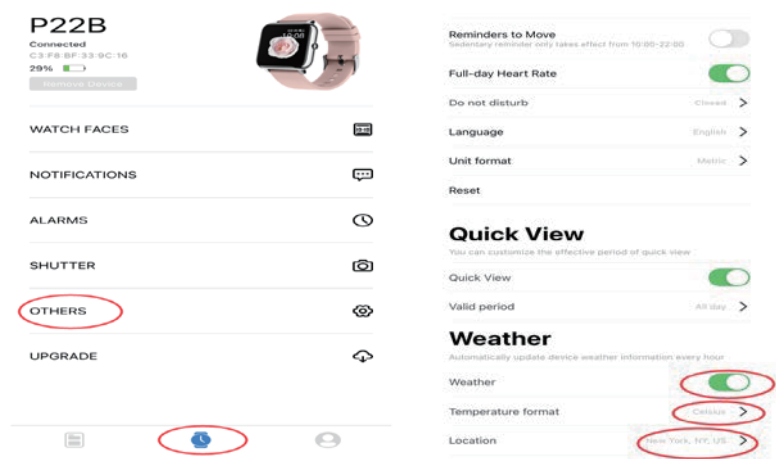 P22B
Connected
C3:F8:BF:33:9C:16
29%
Remove Device
WATCH FACES
NOTIFICATIONS
ALARMS
SHUTTER
OTHERS
UPGRADE
Reminders to Move
Sedentary reminder only takes effect from 10:00-22:00
Full-day Heart Rate
Do not disturb Closed
Language English
Unit format Metric
Reset
Quick View
You can customize the effective period of quick view
Quick View
Valid period All day
Weather
Automatically update device weather information every hour
Weather
Temperature format Celsius
Location New York, NY, US